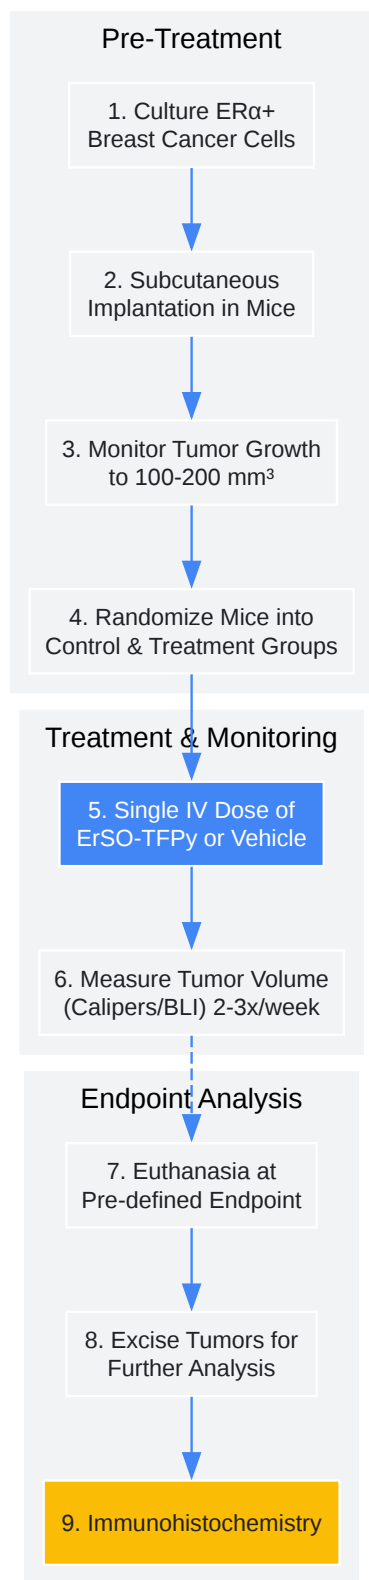 Pre-Treatment
1. Culture ERα+
Breast Cancer Cells
2. Subcutaneous
Implantation in Mice
3. Monitor Tumor Growth
to 100-200 mm³
4. Randomize Mice into
Control & Treatment Groups
Treatment & Monitoring
5. Single IV Dose of
ErSO-TFPy or Vehicle
6. Measure Tumor Volume
(Calipers/BLI) 2-3x/week
Endpoint Analysis
7. Euthanasia at
Pre-defined Endpoint
8. Excise Tumors for
Further Analysis
9. Immunohistochemistry